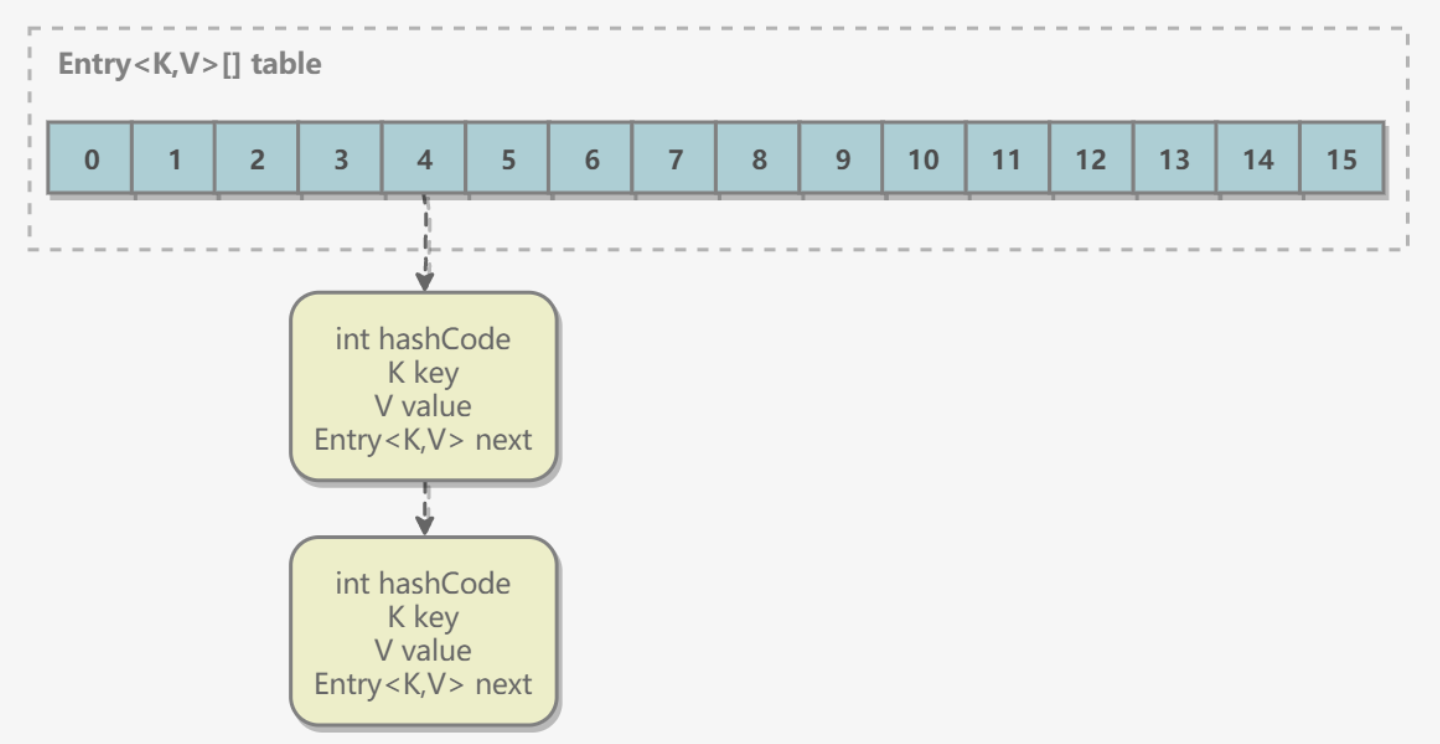 Entry<K,V>[] table
0 1 2 3 4 5 6 7 8 9 10 11 12 13 14 15
int hashCode
K key
V value
Entry<K,V> next
int hashCode
K key
V value
Entry<K,V> next